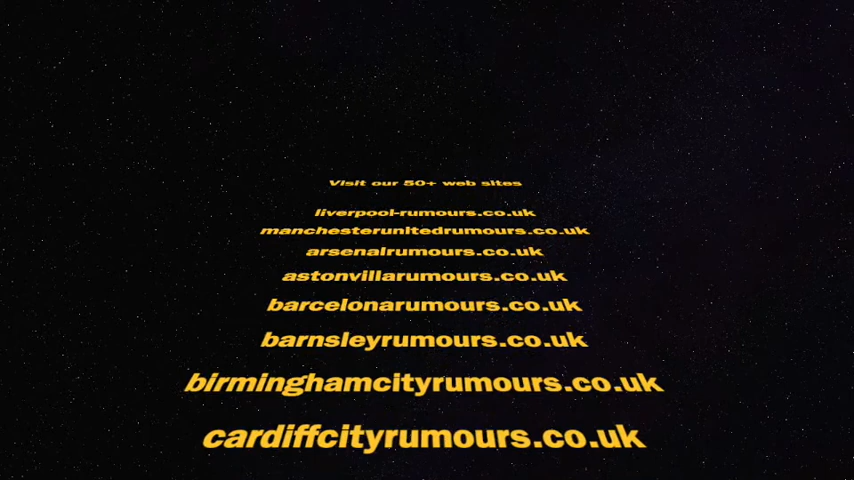 Visit our 50+ web sites
liverpool-rumours.co.uk
manchesterunitedrumours.co.uk
arsenalrumours.co.uk
astonvillarumours.co.uk
barcelonarumours.co.uk
barnsleyrumours.co.uk
birminghamcityrumours.co.uk
cardiffcityrumours.co.uk